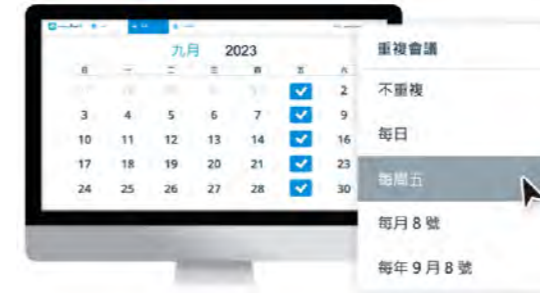 九月 2023
日 一 二 三 四 五 六
2
3 4 5 6 7 9
10 11 12 13 14 16
17 18 19 20 21 23
24 25 26 27 28 30
重複會議
不重複
每日
每周五
每月 8 號
每年 9 月 8 號